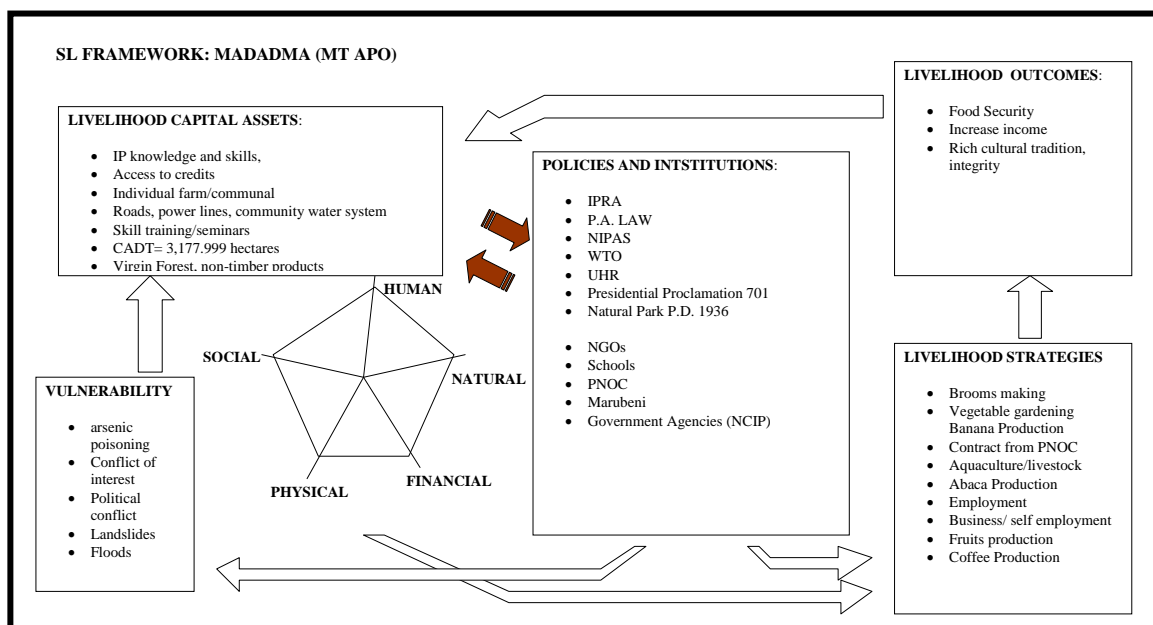 SL FRAMEWORK: MADADMA (MT APO)
LIVELIHOOD CAPITAL ASSETS:
• IP knowledge and skills,
• Access to credits
• Individual farm/communal
• Roads, power lines, community water system
• Skill training/seminars
• CADT= 3,177.999 hectares
• Virgin Forest, non-timber products
HUMAN
SOCIAL
NATURAL
PHYSICAL
FINANCIAL
VULNERABILITY
• arsenic
poisoning
• Conflict of
interest
• Political
conflict
• Landslides
• Floods
POLICIES AND INTSTITUTIONS:
• IPRA
• P.A. LAW
• NIPAS
• WTO
• UHR
• Presidential Proclamation 701
• Natural Park P.D. 1936
• NGOs
• Schools
• PNOC
• Marubeni
• Government Agencies (NCIP)
LIVELIHOOD OUTCOMES:
• Food Security
• Increase income
• Rich cultural tradition,
integrity
LIVELIHOOD STRATEGIES
• Brooms making
• Vegetable gardening
Banana Production
• Contract from PNOC
• Aquaculture/livestock
• Abaca Production
• Employment
• Business/ self employment
• Fruits production
• Coffee Production